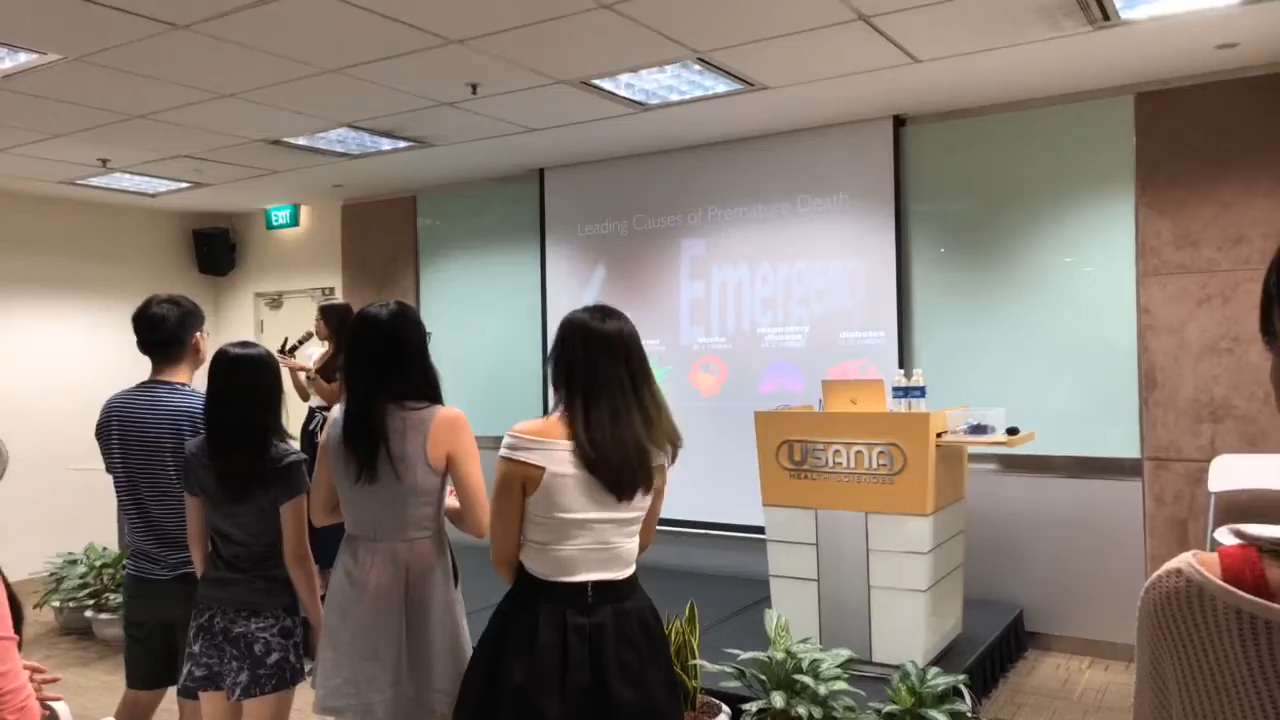 EXIT
Leading Causes of Premature Death
Emergency
stroke
respiratory
disease
diabetes
USANA
HEALTH SCIENCES